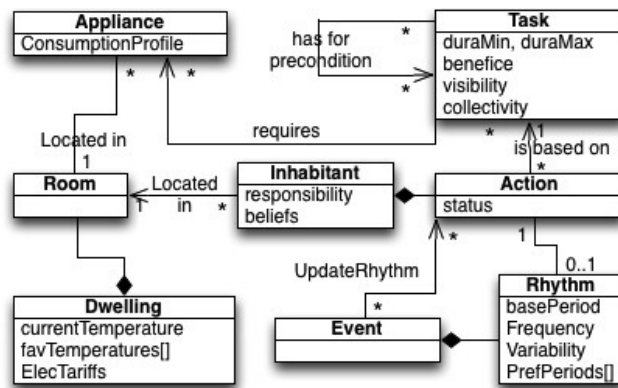 Appliance
ConsumptionProfile
*
*
Located in
1
has for
precondition
*
*
requires
*
Task
duraMin, duraMax
benefice
visibility
collectivity
1
is based on
*
Room
1
Located
in
*
Inhabitant
responsibility
beliefs
Action
status
*
1
UpdateRhythm
*
0..1
Dwelling
currentTemperature
favTemperatures[]
ElecTariffs
Event
Rhythm
basePeriod
Frequency
Variability
PrefPeriods[]